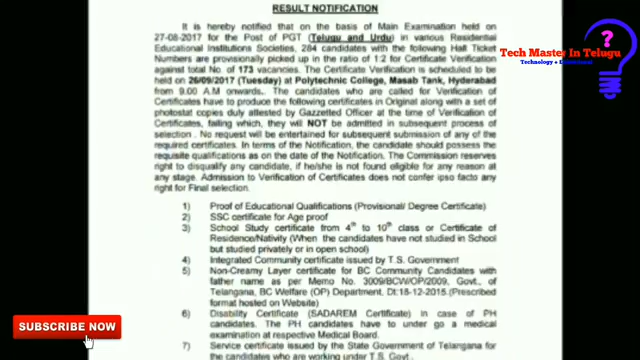 RESULT NOTIFICATION
It is hereby notified that on the basis of Main Examination held on
27-08-2017 for the Post of PGT (Telugu and Urdu) in various Residential
Educational Institutions Societies, 284 candidates with the following Hall Ticket
Numbers are provisionally picked up in the ratio of 1:2 for Certificate Verification
against total No of 173 vacancies. The Certificate Verification is scheduled to be
held on 26/09/2017 (Tuesday) at Polytechnic College, Masab Tank, Hyderabad
from 9.00 A.M onwards. The candidates who are called for Verification of
Certificates have to produce the following certificates in Original along with a set of
photostat copies duly attested by Gazzetted Officer at the time of Verification of
Certificates, failing which, they will NOT be admitted in subsequent process of
selection. No request will be entertained for subsequent submission of any of the
required certificates. In terms of the Notification, the candidate should possess the
requisite qualifications as on the date of the Notification. The Commission reserves
right to disqualify any candidate, if he/she is not found eligible for any reason at
any stage. Admission to Verification of Certificates does not confer ipso facto any
right for Final selection.
1) Proof of Educational Qualifications (Provisional/ Degree Certificate)
2) SSC certificate for Age proof
3) School Study certificate from 4th to 10th class or Certificate of
Residence/Nativity (When the candidates have not studied in School
but studied privately or in open school)
4) Integrated Community certificate issued by T.S. Government
5) Non-Creamy Layer certificate for BC Community Candidates with
father name as per Memo No. 3009/BCW/OP/2009, Govt., of
Telangana, BC Welfare (OP) Department, Dt:18-12-2015.(Prescribed
format hosted on Website)
6) Disability Certificate (SADAREM Certificate) in case of PH
candidates. The PH candidates have to under go a medical
examination at respective Medical Board.
7) Service certificate issued by the State Government of Telangana for
the candidates who are working under T.S. Govt.
Tech Master In Telugu
Technology +
SUBSCRIBE NOW